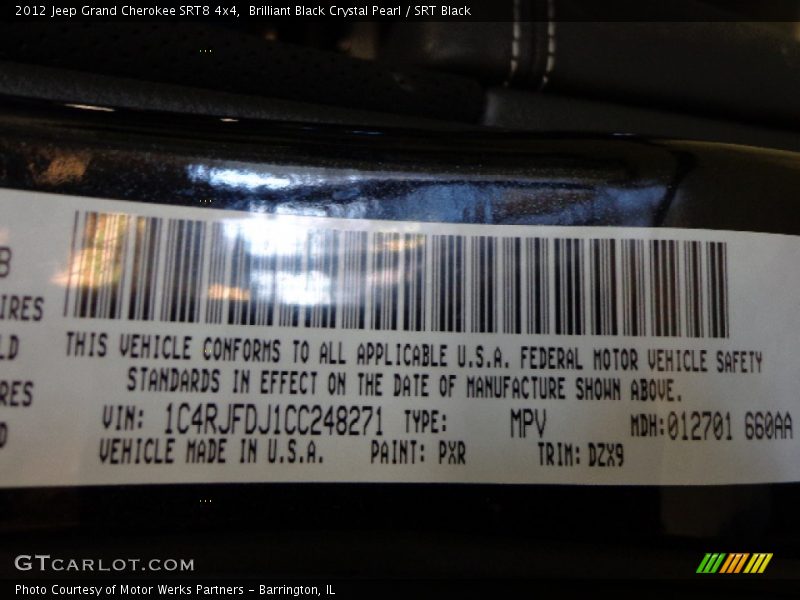 2012 Jeep Grand Cherokee SRT8 4x4,  Brilliant Black Crystal Pearl / SRT Black
B
IRES
LD
RES
THIS VEHICLE CONFORMS TO ALL APPLICABLE U.S.A. FEDERAL MOTOR VEHICLE SAFETY
STANDARDS IN EFFECT ON THE DATE OF MANUFACTURE SHOWN ABOVE.
VIN: 1C4RJFDJ1CC248271 TYPE: MPV MDH:012701 660AA
VEHICLE MADE IN U.S.A. PAINT: PXR TRIM: DZX9
GTCARLOT.COM
Photo Courtesy of Motor Werks Partners - Barrington, IL